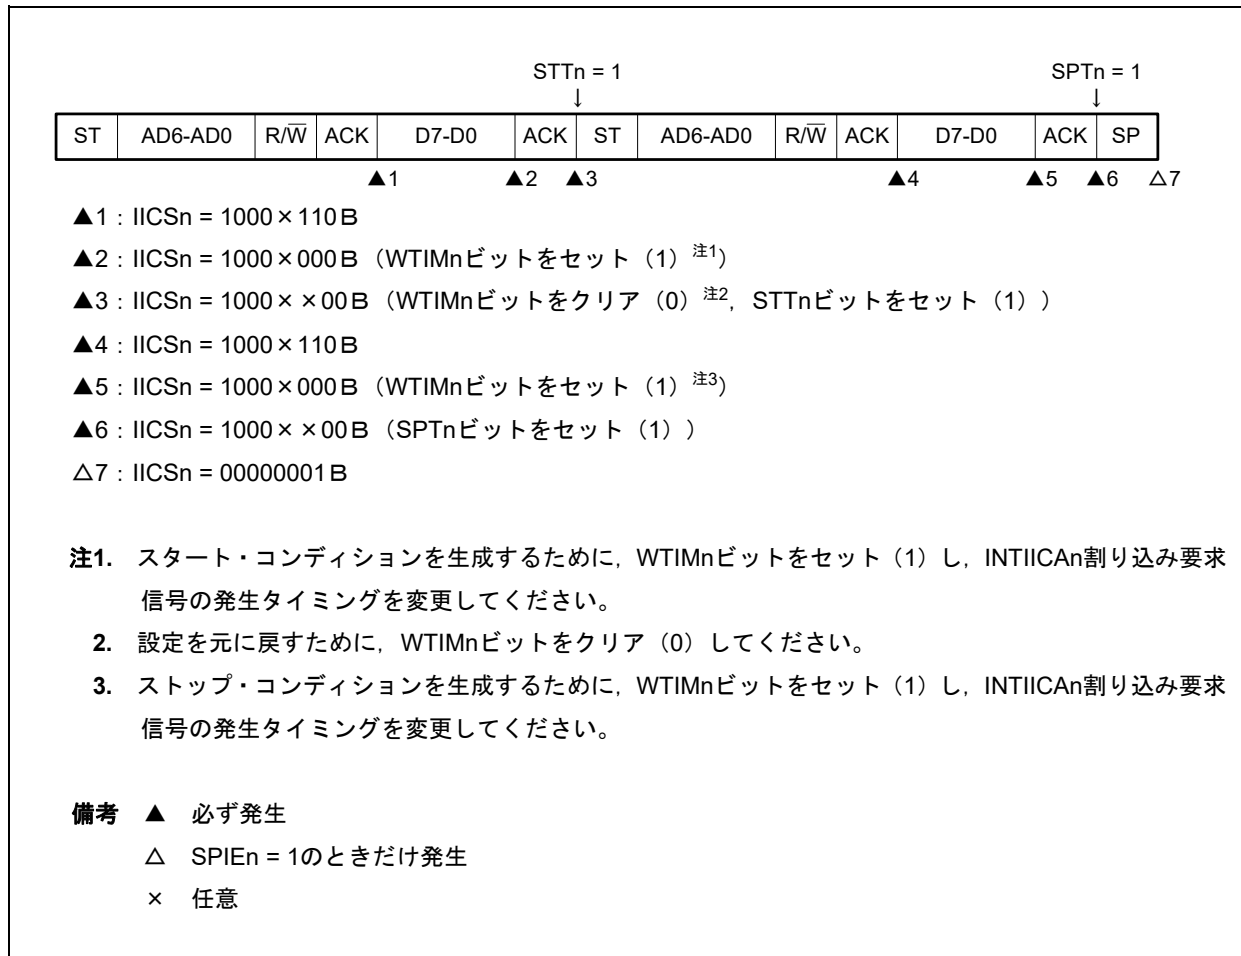 STTn = 1 SPTn = 1
↓ ↓
ST AD6-AD0 R/W̅ ACK D7-D0 ACK ST AD6-AD0 R/W̅ ACK D7-D0 ACK SP
▲1 ▲2 ▲3 ▲4 ▲5 ▲6 △7
▲1：IICSn = 1000×110B
▲2：IICSn = 1000×000B（WTIMnビットをセット（1）注1）
▲3：IICSn = 1000××00B（WTIMnビットをクリア（0）注2，STTnビットをセット（1））
▲4：IICSn = 1000×110B
▲5：IICSn = 1000×000B（WTIMnビットをセット（1）注3）
▲6：IICSn = 1000××00B（SPTnビットをセット（1））
△7：IICSn = 00000001B
注1. スタート・コンディションを生成するために，WTIMnビットをセット（1）し，INTIICAn割り込み要求
信号の発生タイミングを変更してください。
2. 設定を元に戻すために，WTIMnビットをクリア（0）してください。
3. ストップ・コンディションを生成するために，WTIMnビットをセット（1）し，INTIICAn割り込み要求
信号の発生タイミングを変更してください。
備考 ▲ 必ず発生
△ SPIEn = 1のときだけ発生
× 任意